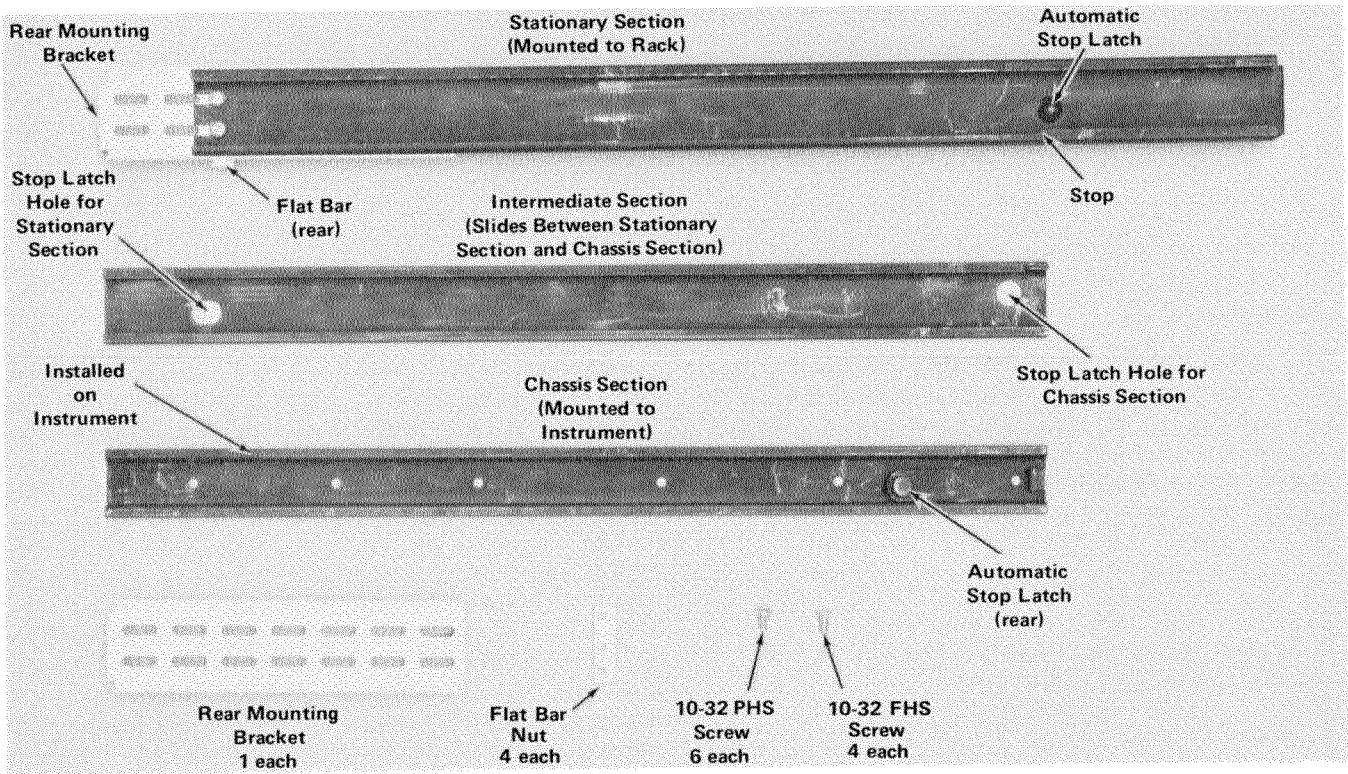 Rear Mounting
Bracket
Stationary Section
(Mounted to Rack)
Automatic
Stop Latch
Stop Latch
Hole for
Stationary
Section
Flat Bar
(rear)
Stop
Intermediate Section
(Slides Between Stationary
Section and Chassis Section)
Stop Latch Hole for
Chassis Section
Installed
on
Instrument
Chassis Section
(Mounted to
Instrument)
Automatic
Stop Latch
(rear)
Rear Mounting
Bracket
1 each
Flat Bar
Nut
4 each
10-32 PHS
Screw
6 each
10-32 FHS
Screw
4 each